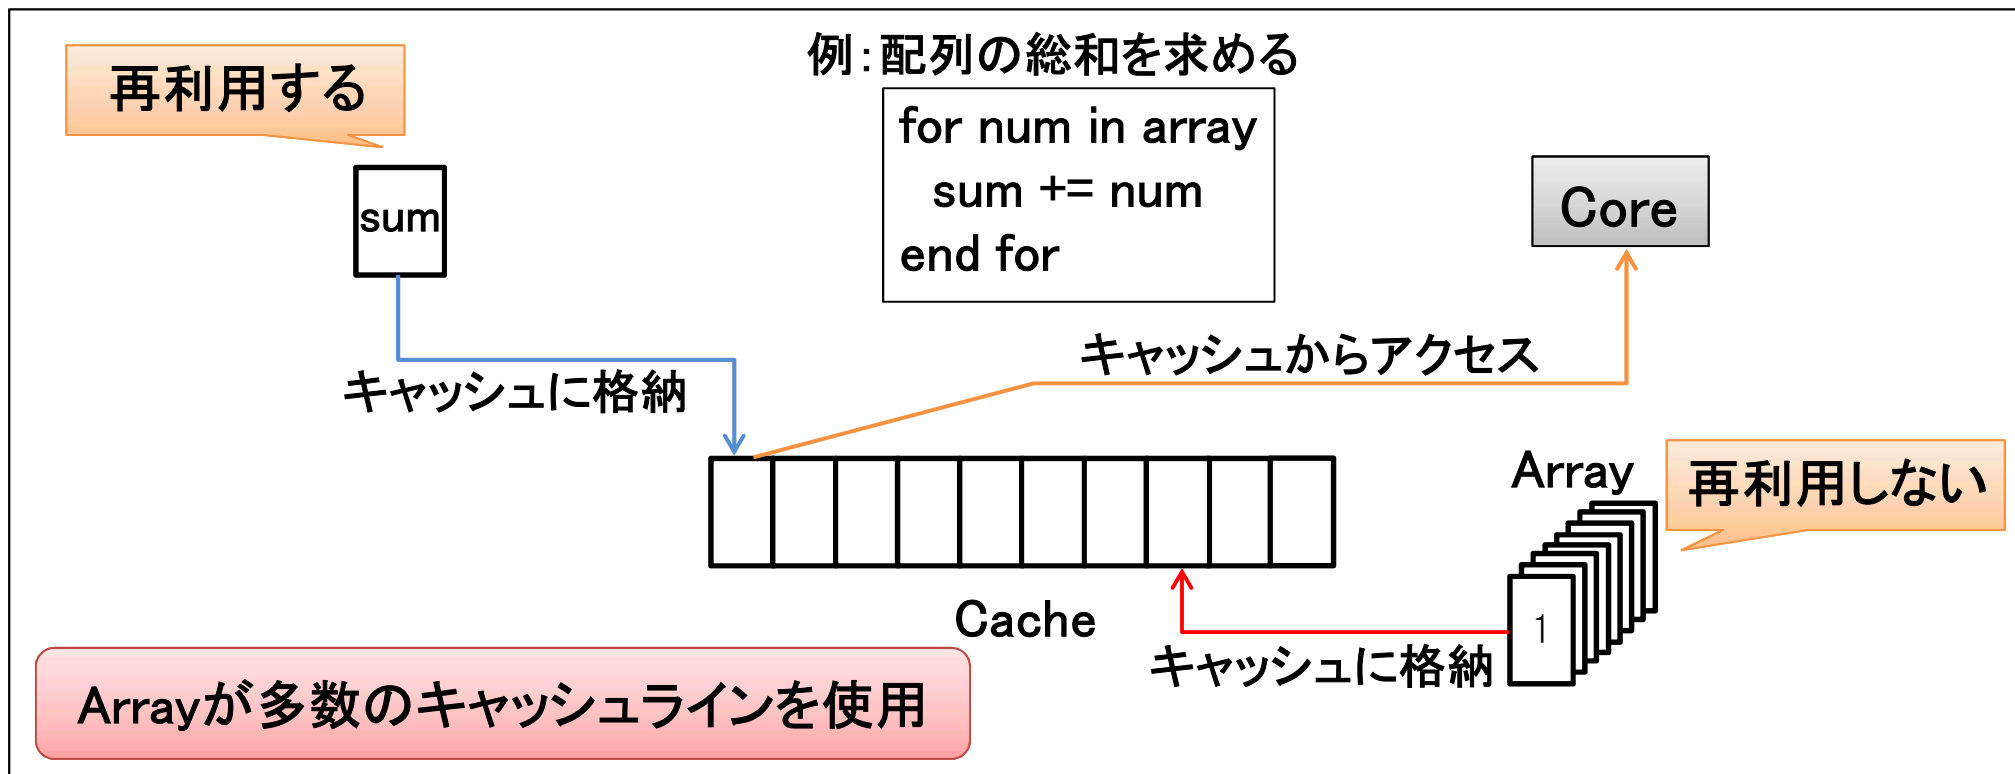 例：配列の総和を求める
再利用する
for num in array
sum += num
end for
sum
Core
キャッシュからアクセス
キャッシュに格納
Array
再利用しない
1
Cache
キャッシュに格納
Arrayが多数のキャッシュラインを使用